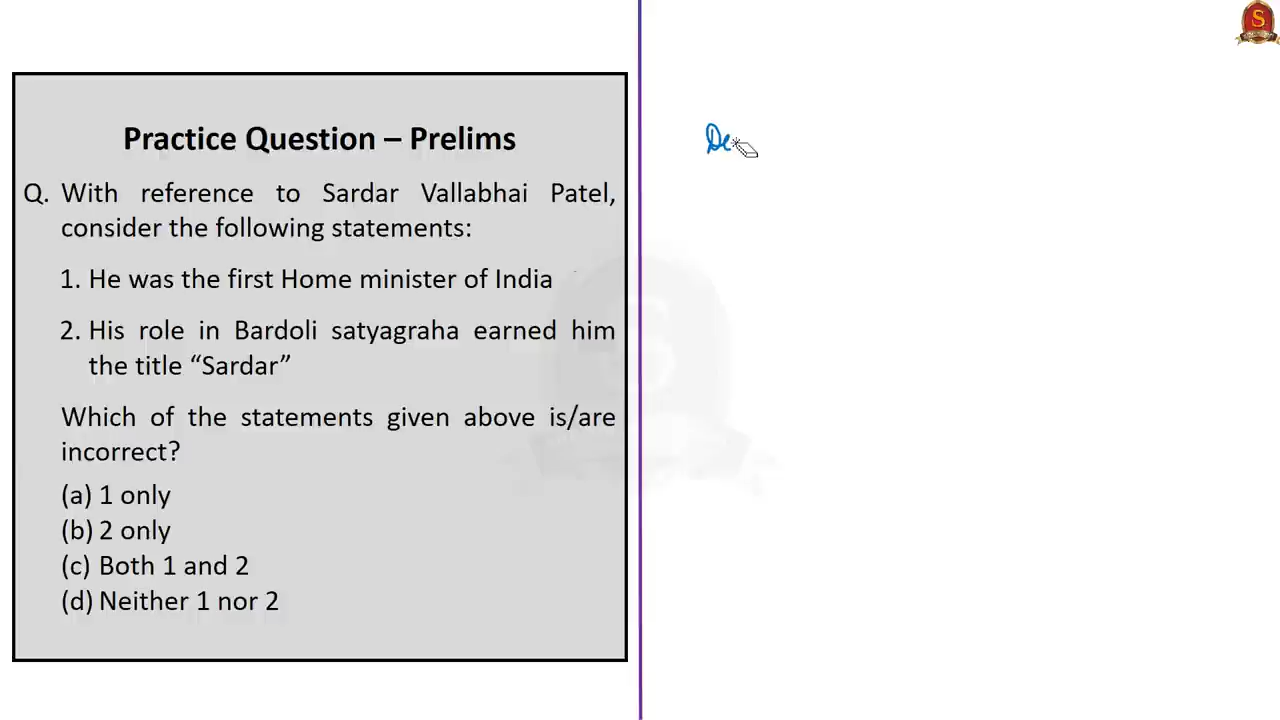 Practice Question – Prelims
Q. With reference to Sardar Vallabhai Patel,
consider the following statements:
1. He was the first Home minister of India
2. His role in Bardoli satyagraha earned him
the title “Sardar”
Which of the statements given above is/are
incorrect?
(a) 1 only
(b) 2 only
(c) Both 1 and 2
(d) Neither 1 nor 2
De
S